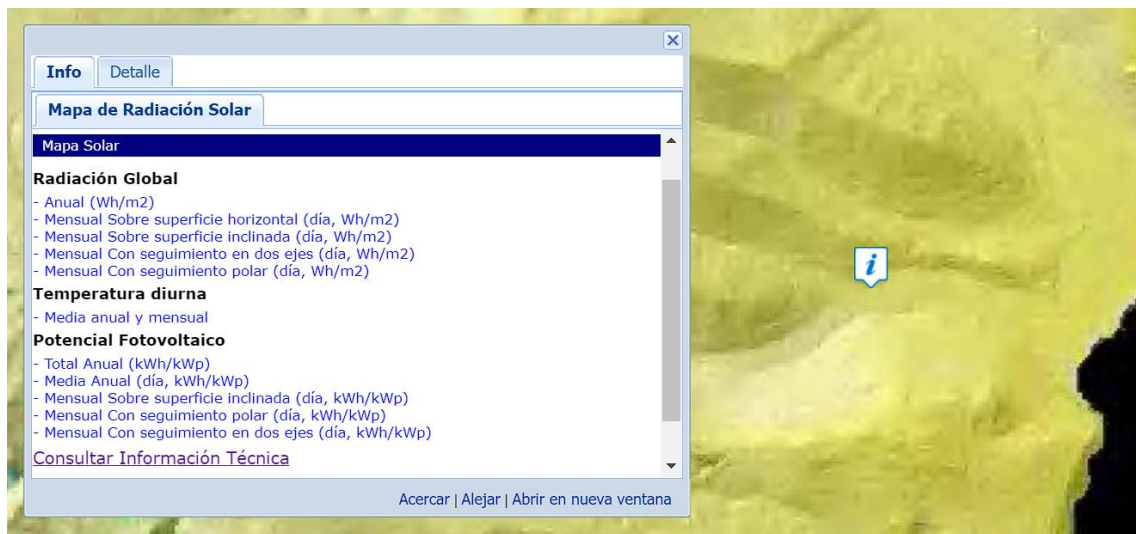 Info Detalle
Mapa de Radiación Solar
Mapa Solar
Radiación Global
- Anual (Wh/m2)
- Mensual Sobre superficie horizontal (día, Wh/m2)
- Mensual Sobre superficie inclinada (día, Wh/m2)
- Mensual Con seguimiento en dos ejes (día, Wh/m2)
- Mensual Con seguimiento polar (día, Wh/m2)
Temperatura diurna
- Media anual y mensual
Potencial Fotovoltaico
- Total Anual (kWh/kWp)
- Media Anual (día, kWh/kWp)
- Mensual Sobre superficie inclinada (día, kWh/kWp)
- Mensual Con seguimiento polar (día, kWh/kWp)
- Mensual Con seguimiento en dos ejes (día, kWh/kWp)
Consultar Información Técnica
Acercar | Alejar | Abrir en nueva ventana
i